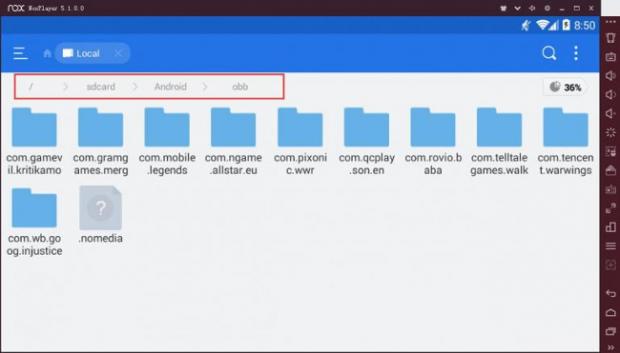 nox NoxPlayer 5.1.0.0
8:50
Local
/ sdcard Android obb
36%
com.gamevil.kritikamo
com.gramgames.merg
com.mobile.legends
com.ngame.allstar.eu
com.pixonic.wwr
com.qcplay.son.en
com.rovio.baba
com.telltalegames.walk
com.tencent.warwings
com.wb.goog.injustice
.nomedia